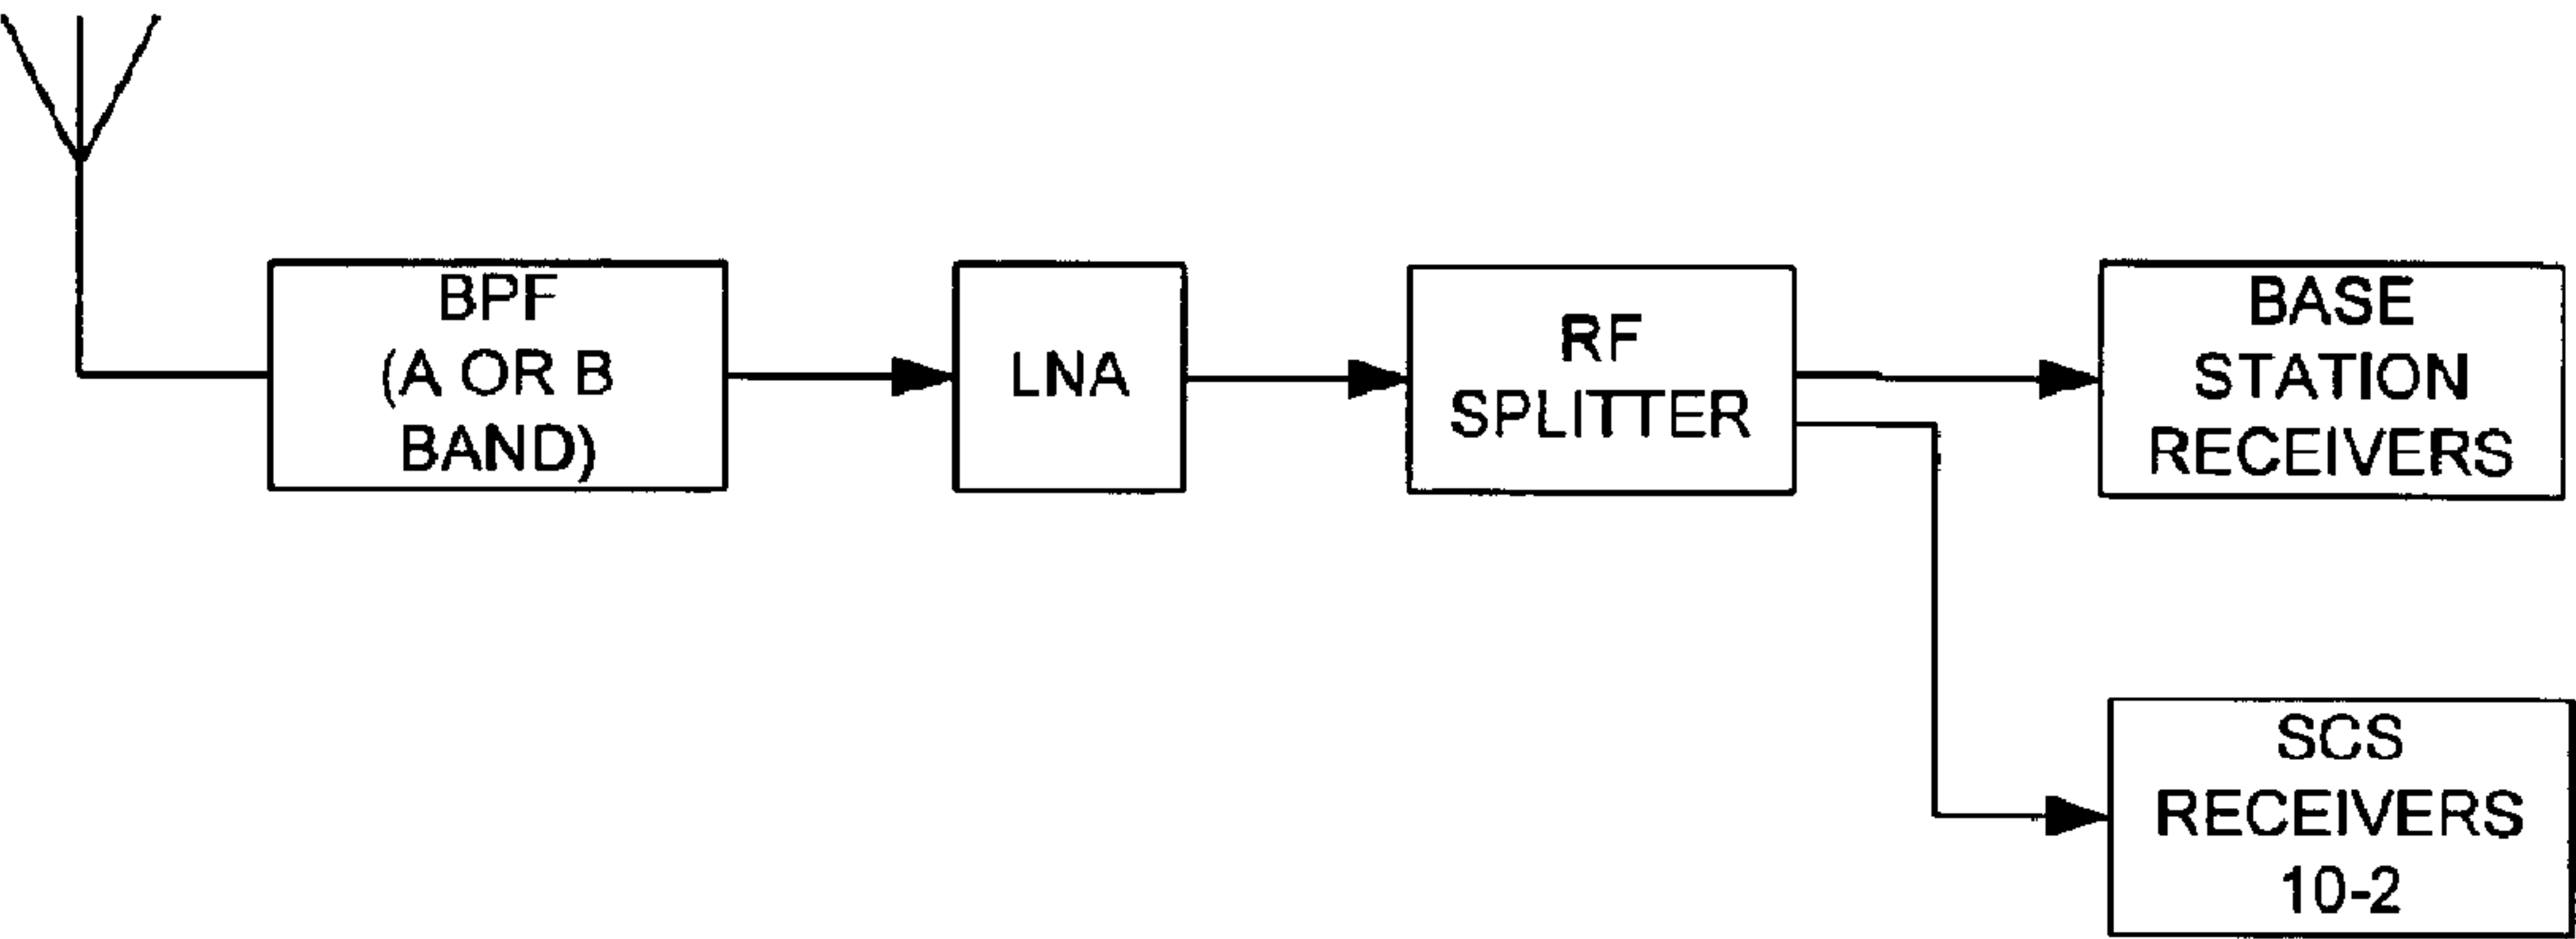 BPF
(A OR B
BAND)
LNA
RF
SPLITTER
BASE
STATION
RECEIVERS
SCS
RECEIVERS
10-2